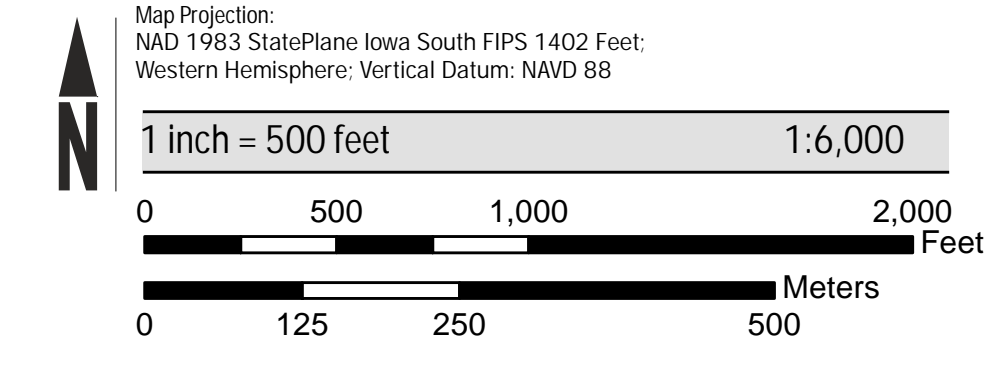 Map Projection:
NAD 1983 StatePlane Iowa South FIPS 1402 Feet;
Western Hemisphere; Vertical Datum: NAVD 88
N
1 inch = 500 feet 1:6,000
0 500 1,000 2,000
Feet
Meters
0 125 250 500